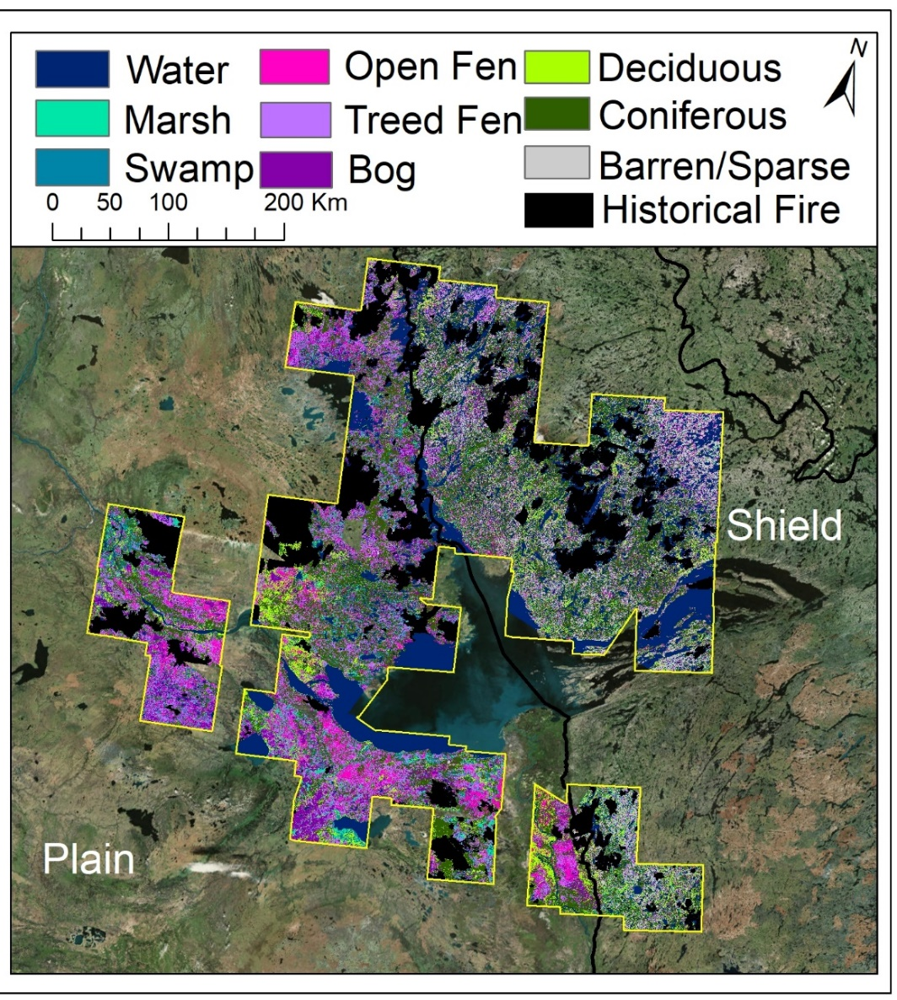 N
Water
Open Fen
Deciduous
Marsh
Treed Fen
Coniferous
Swamp
Bog
Barren/Sparse
Historical Fire
0 50 100 200 Km
Shield
Plain